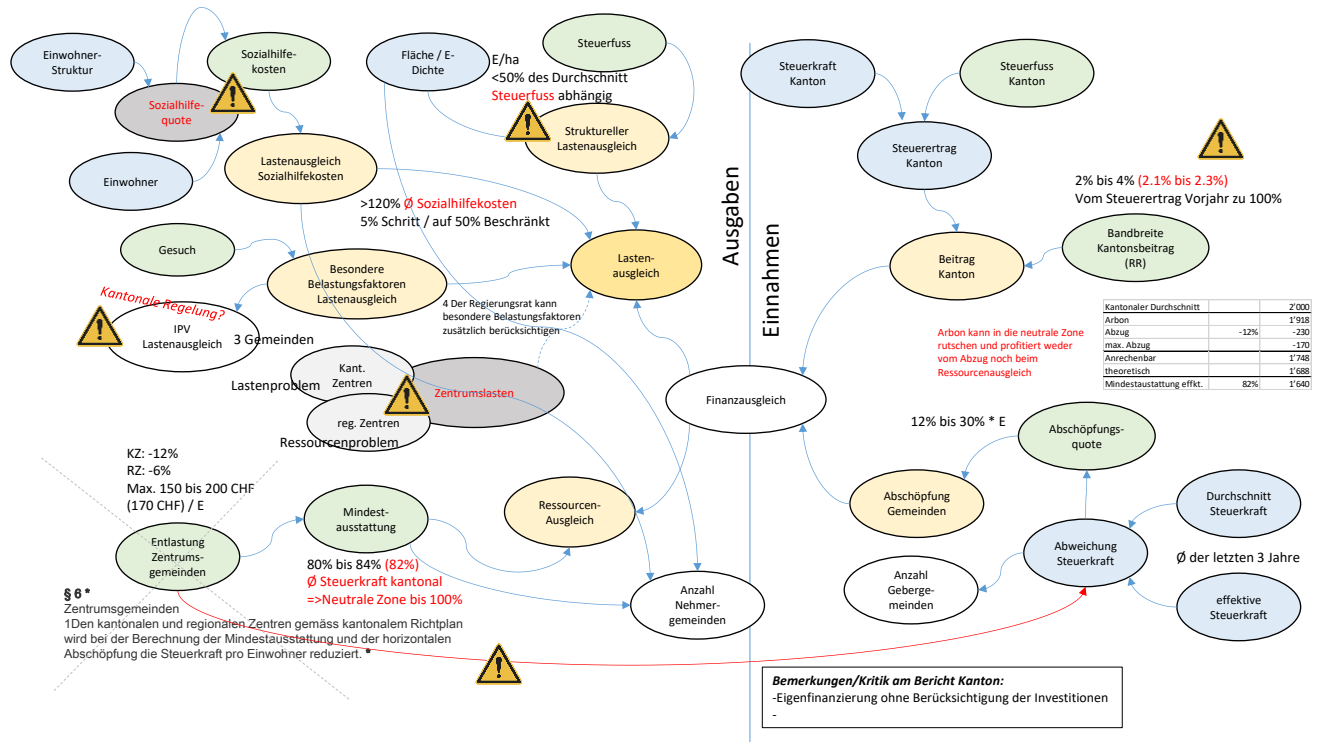 Einwohner-
Struktur
Sozialhilfe-
kosten
Sozialhilfe-
quote
Einwohner
Lastenausgleich
Sozialhilfekosten
Fläche / E-
Dichte
E/ha
<50% des Durchschnitt
Steuerfuss abhängig
Steuerfuss
Struktureller
Lastenausgleich
>120% Ø Sozialhilfekosten
5% Schritt / auf 50% Beschränkt
Gesuch
Besondere
Belastungsfaktoren
Lastenausgleich
Lasten-
ausgleich
Kantonale Regelung?
IPV
Lastenausgleich
3 Gemeinden
4 Der Regierungsrat kann
besondere Belastungsfaktoren
zusätzlich berücksichtigen
Kant.
Zentren
Lastenproblem
Zentrumslasten
reg. Zentren
Ressourcenproblem
KZ: -12%
RZ: -6%
Max. 150 bis 200 CHF
(170 CHF) / E
Entlastung
Zentrums-
gemeinden
Mindest-
ausstattung
80% bis 84% (82%)
Ø Steuerkraft kantonal
=>Neutrale Zone bis 100%
Ressourcen-
Ausgleich
Anzahl
Nehmer-
gemeinden
§ 6 *
Zentrumsgemeinden
1Den kantonalen und regionalen Zentren gemäss kantonalem Richtplan
wird bei der Berechnung der Mindestausstattung und der horizontalen
Abschöpfung die Steuerkraft pro Einwohner reduziert. *
Ausgaben
Einnahmen
Finanzausgleich
Steuerkraft
Kanton
Steuerfuss
Kanton
Steuerertrag
Kanton
2% bis 4% (2.1% bis 2.3%)
Vom Steuerertrag Vorjahr zu 100%
Beitrag
Kanton
Bandbreite
Kantonsbeitrag
(RR)
Arbon kann in die neutrale Zone
rutschen und profitiert weder
vom Abzug noch beim
Ressourcenausgleich
Kantonaler Durchschnitt 2'000
Arbon 1'918
Abzug -12% -230
max. Abzug -170
Anrechenbar 1'748
theoretisch 1'688
Mindestaustattung effkt. 82% 1'640
12% bis 30% * E
Abschöpfungs-
quote
Abschöpfung
Gemeinden
Durchschnitt
Steuerkraft
Abweichung
Steuerkraft
Ø der letzten 3 Jahre
Anzahl
Geberge-
meinden
effektive
Steuerkraft
Bemerkungen/Kritik am Bericht Kanton:
-Eigenfinanzierung ohne Berücksichtigung der Investitionen
-